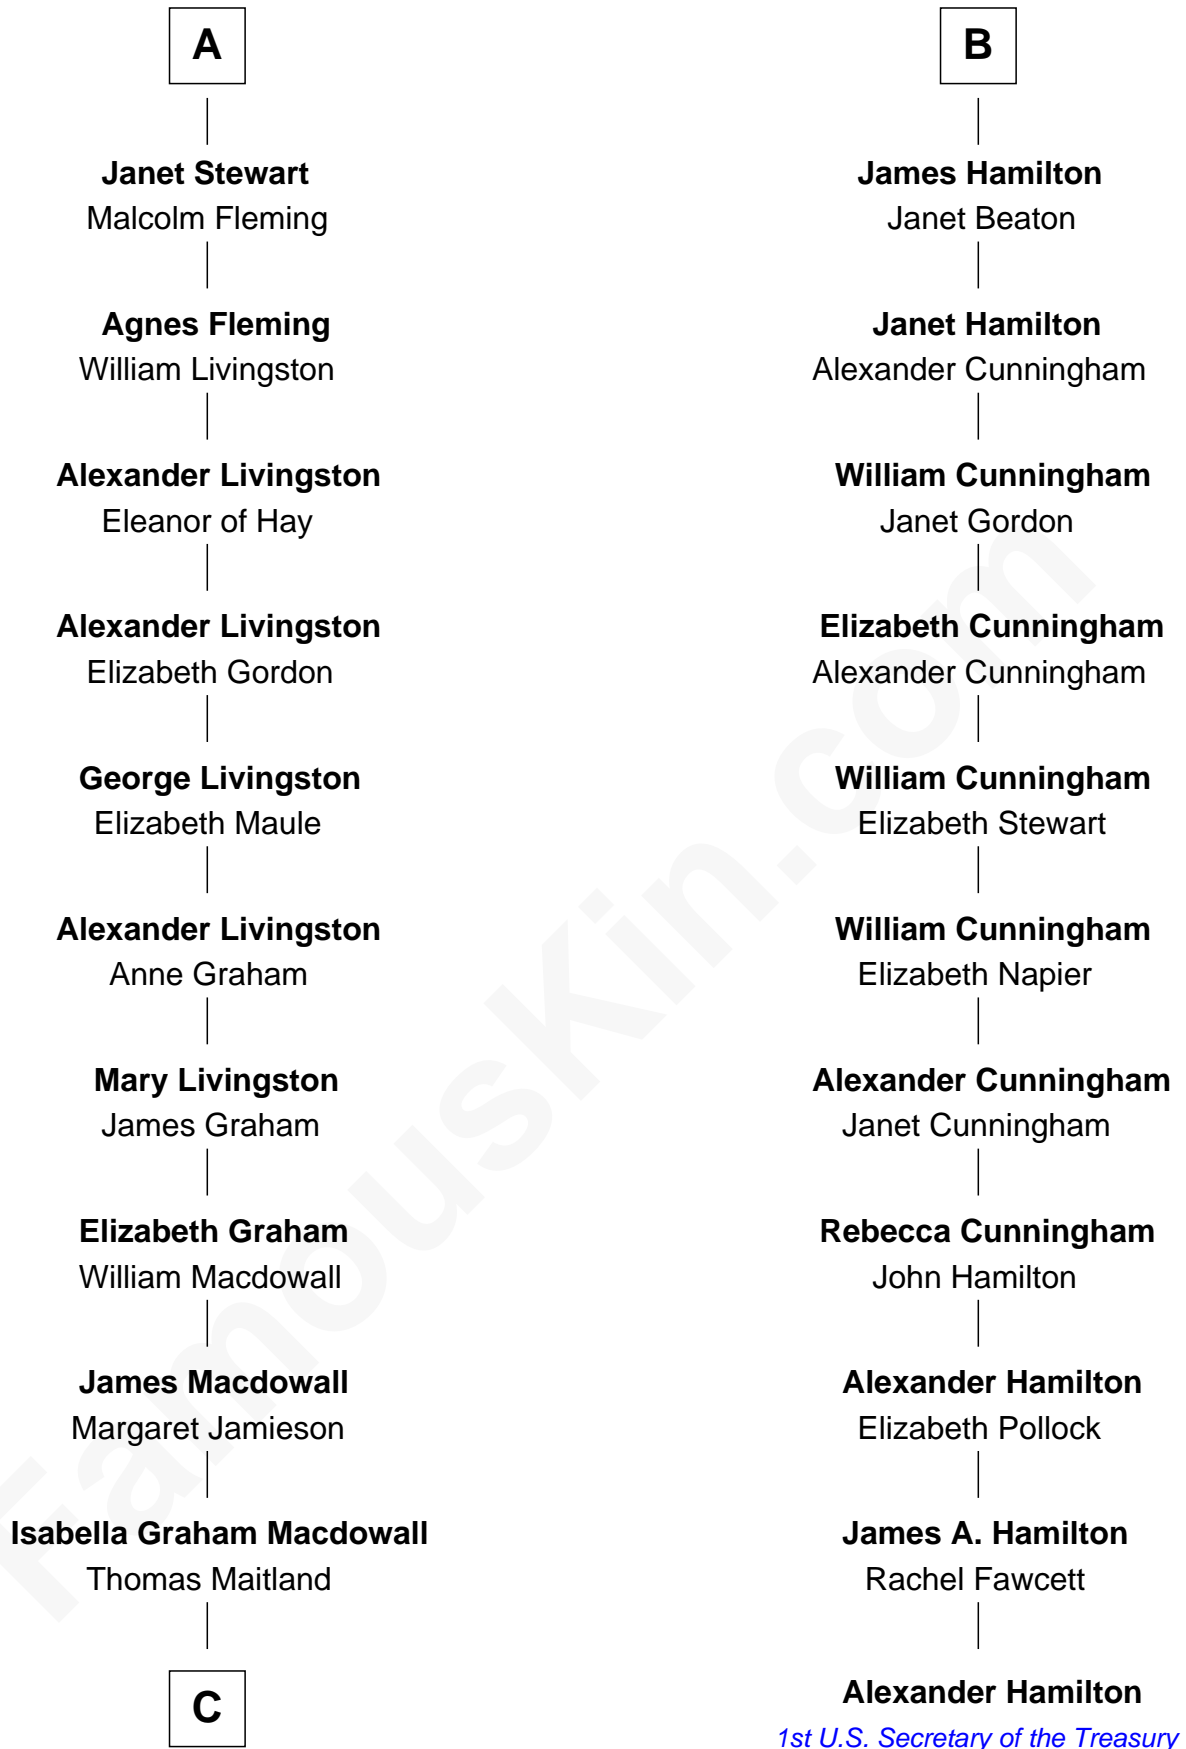 A
Janet Stewart
Malcolm Fleming
Agnes Fleming
William Livingston
Alexander Livingston
Eleanor of Hay
Alexander Livingston
Elizabeth Gordon
George Livingston
Elizabeth Maule
Alexander Livingston
Anne Graham
Mary Livingston
James Graham
Elizabeth Graham
William Macdowall
James Macdowall
Margaret Jamieson
Isabella Graham Macdowall
Thomas Maitland
C
B
James Hamilton
Janet Beaton
Janet Hamilton
Alexander Cunningham
William Cunningham
Janet Gordon
Elizabeth Cunningham
Alexander Cunningham
William Cunningham
Elizabeth Stewart
William Cunningham
Elizabeth Napier
Alexander Cunningham
Janet Cunningham
Rebecca Cunningham
John Hamilton
Alexander Hamilton
Elizabeth Pollock
James A. Hamilton
Rachel Fawcett
Alexander Hamilton
1st U.S. Secretary of the Treasury
FamousKin.com